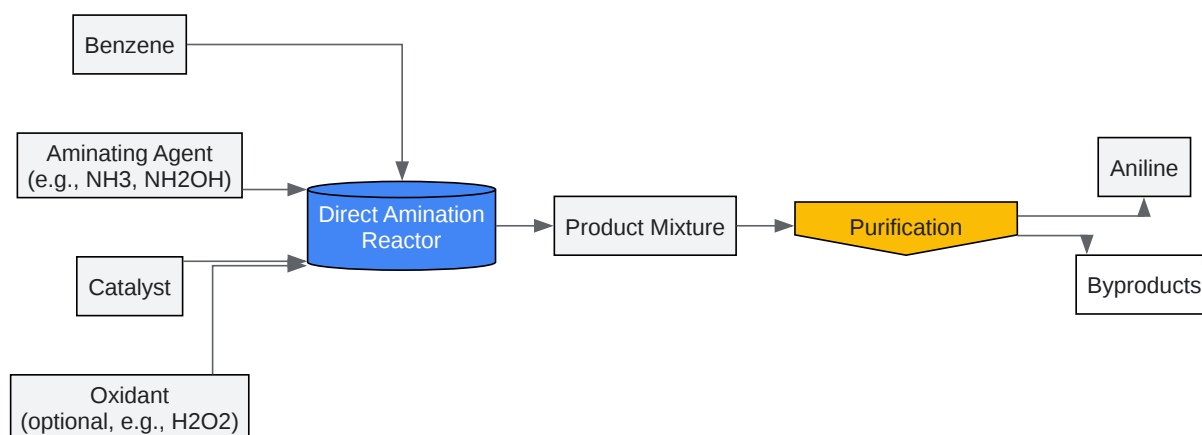 Benzene
Aminating Agent
(e.g., NH3, NH2OH)
Catalyst
Oxidant
(optional, e.g., H2O2)
Direct Amination
Reactor
Product Mixture
Purification
Aniline
Byproducts